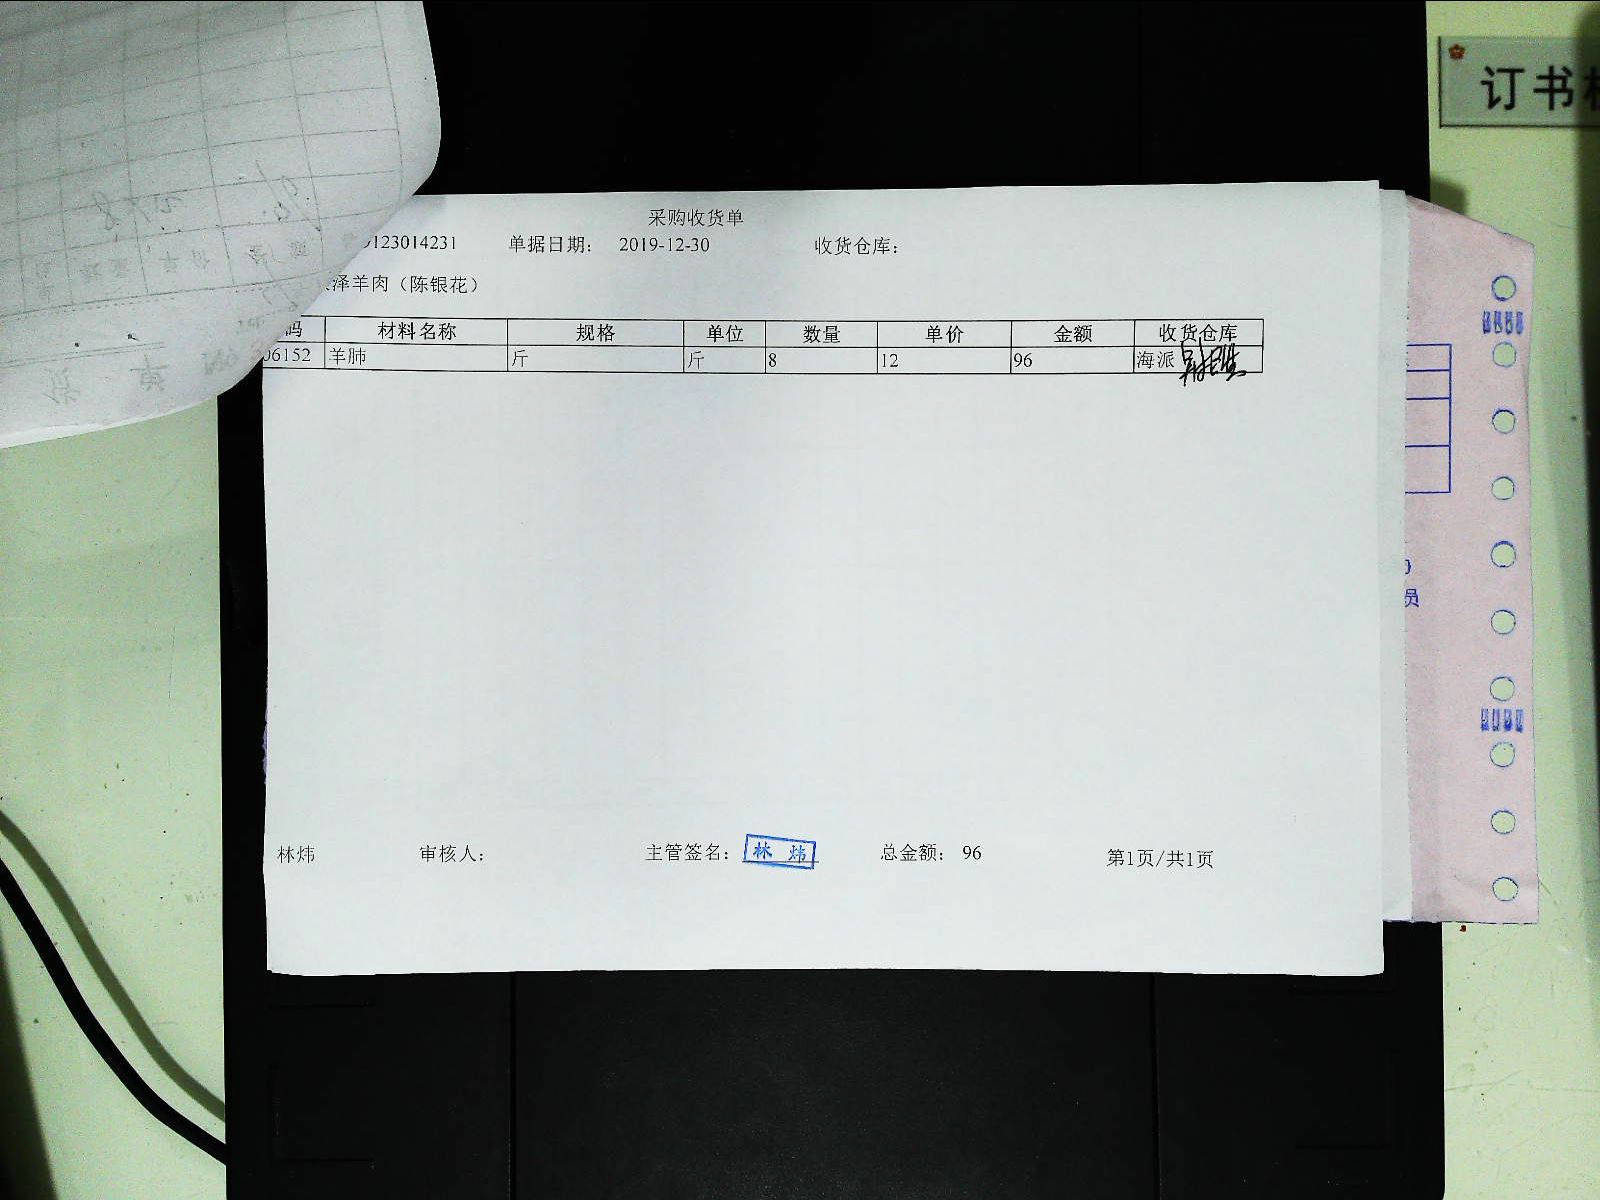 订书
采购收货单
0123014231 单据日期： 2019-12-30 收货仓库：
泽羊肉（陈银花）
码 材料名称 规格 单位 数量 单价 金额 收货仓库
06152 羊肺 斤 斤 8 12 96 海派
员
林炜 审核人： 主管签名： 林炜 总金额： 96 第1页/共1页